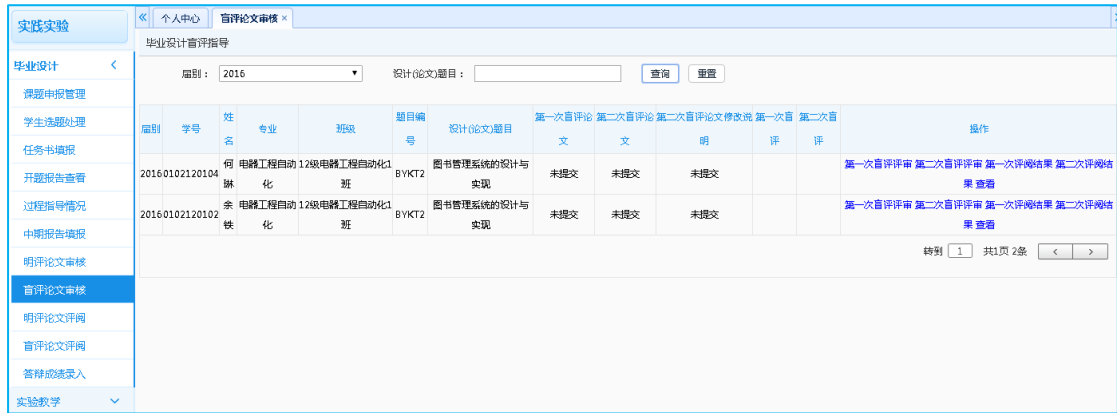 实践实验
个人中心 盲评论文审核 ×
毕业设计盲评指导
毕业设计
课题申报管理
学生选题处理
任务书填报
开题报告查看
过程指导情况
中期报告填报
明评论文审核
盲评论文审核
明评论文评阅
盲评论文评阅
答辩成绩录入
实验教学
届别： 2016 设计(论文)题目： 查询 重置
届别 学号 姓名 专业 班级 题目编号 设计(论文)题目 第一次盲评论文 第二次盲评论文 第二次盲评论文修改说明 第一次盲评 第二次盲评 操作
2016 0102120104 何琳 电器工程自动化 12级电器工程自动化1班 BYKT2 图书管理系统的设计与实现 未提交 未提交 未提交 第一次盲评评审 第二次盲评评审 第一次评阅结果 第二次评阅结果 查看
2016 0102120102 余铁 电器工程自动化 12级电器工程自动化1班 BYKT2 图书管理系统的设计与实现 未提交 未提交 未提交 第一次盲评评审 第二次盲评评审 第一次评阅结果 第二次评阅结果 查看
转到 1 共1页 2条 < >